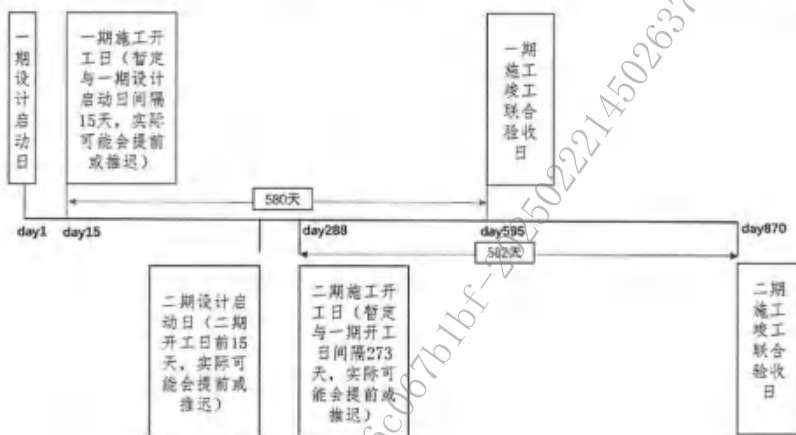 一
期
设
计
启
动
日
一期施工开
工日（暂定
与一期设计
启动日间隔
15天，实际
可能会提前
或推迟）
一期
施工
竣工
联合
验收
日
580天
day1
day15
day288
day595
day870
582天
二期设计启
动日（二期
开工日前15
天，实际可
能会提前或
推迟）
二期施工开
工日（暂定
与一期开工
日间隔273
天，实际可
能会提前或
推迟）
二期
施工
竣工
联合
验收
日